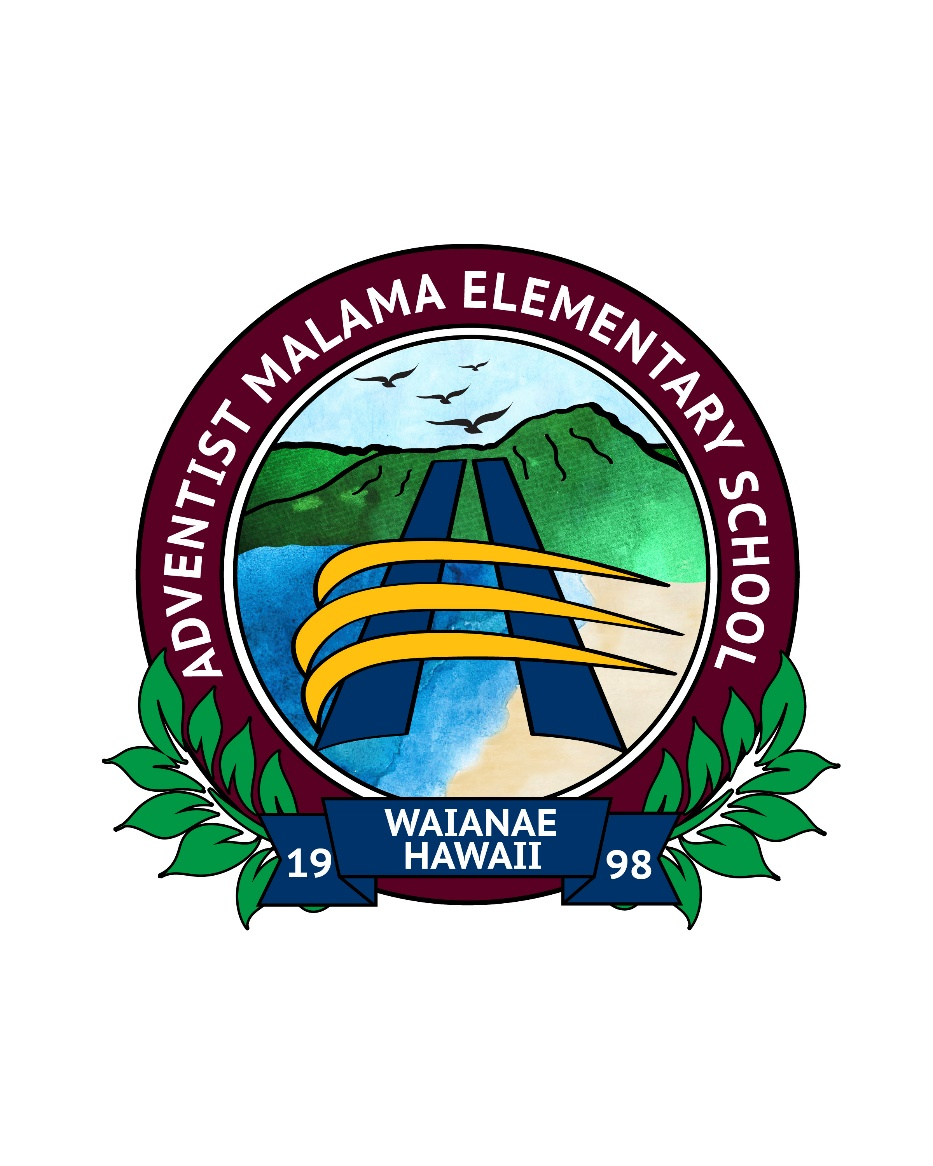 ADVENTIST MALAMA ELEMENTARY SCHOOL
WAIANAE
HAWAII
19 98